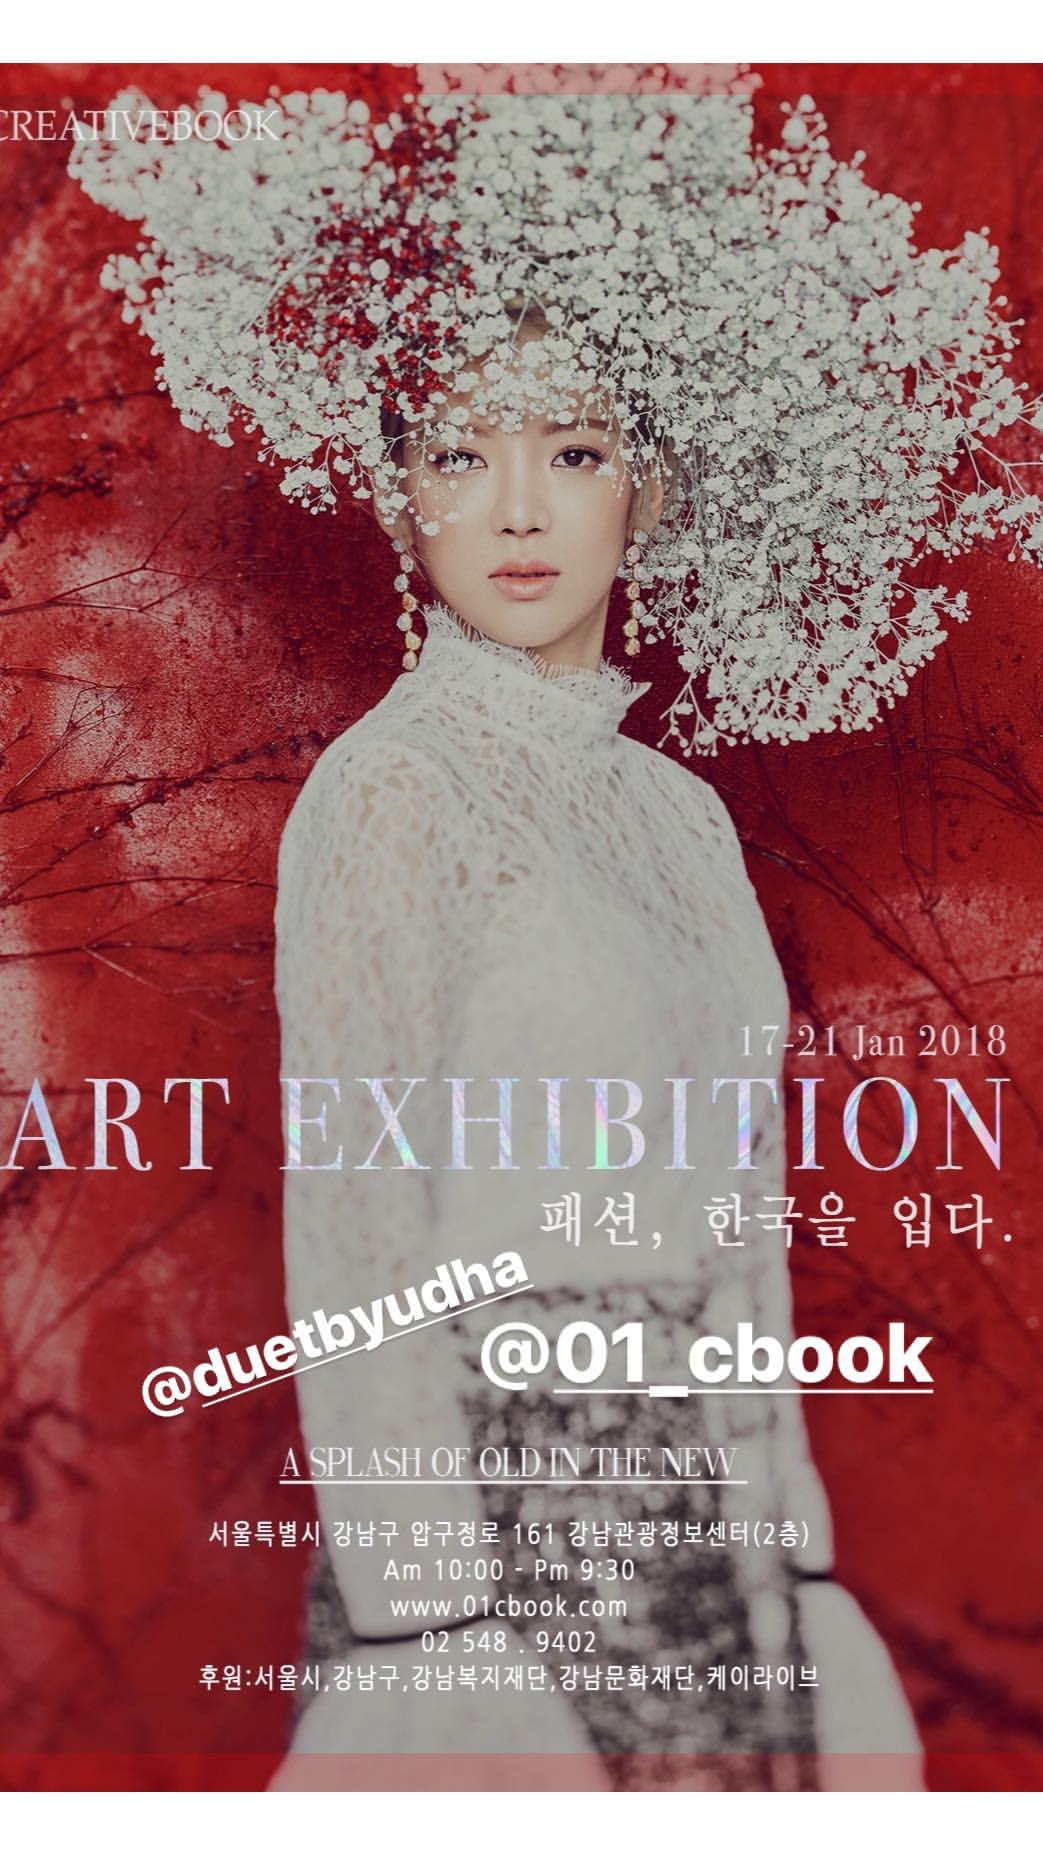 CREATIVEBOOK
17-21 Jan 2018
ART EXHIBITION
패션, 한국을 입다.
@duetbyudha
@01_cbook
A SPLASH OF OLD IN THE NEW
서울특별시 강남구 압구정로 161 강남관광정보센터(2층)
Am 10:00 - Pm 9:30
www.01cbook.com
02 548 . 9402
후원:서울시,강남구,강남복지재단,강남문화재단,케이라이브